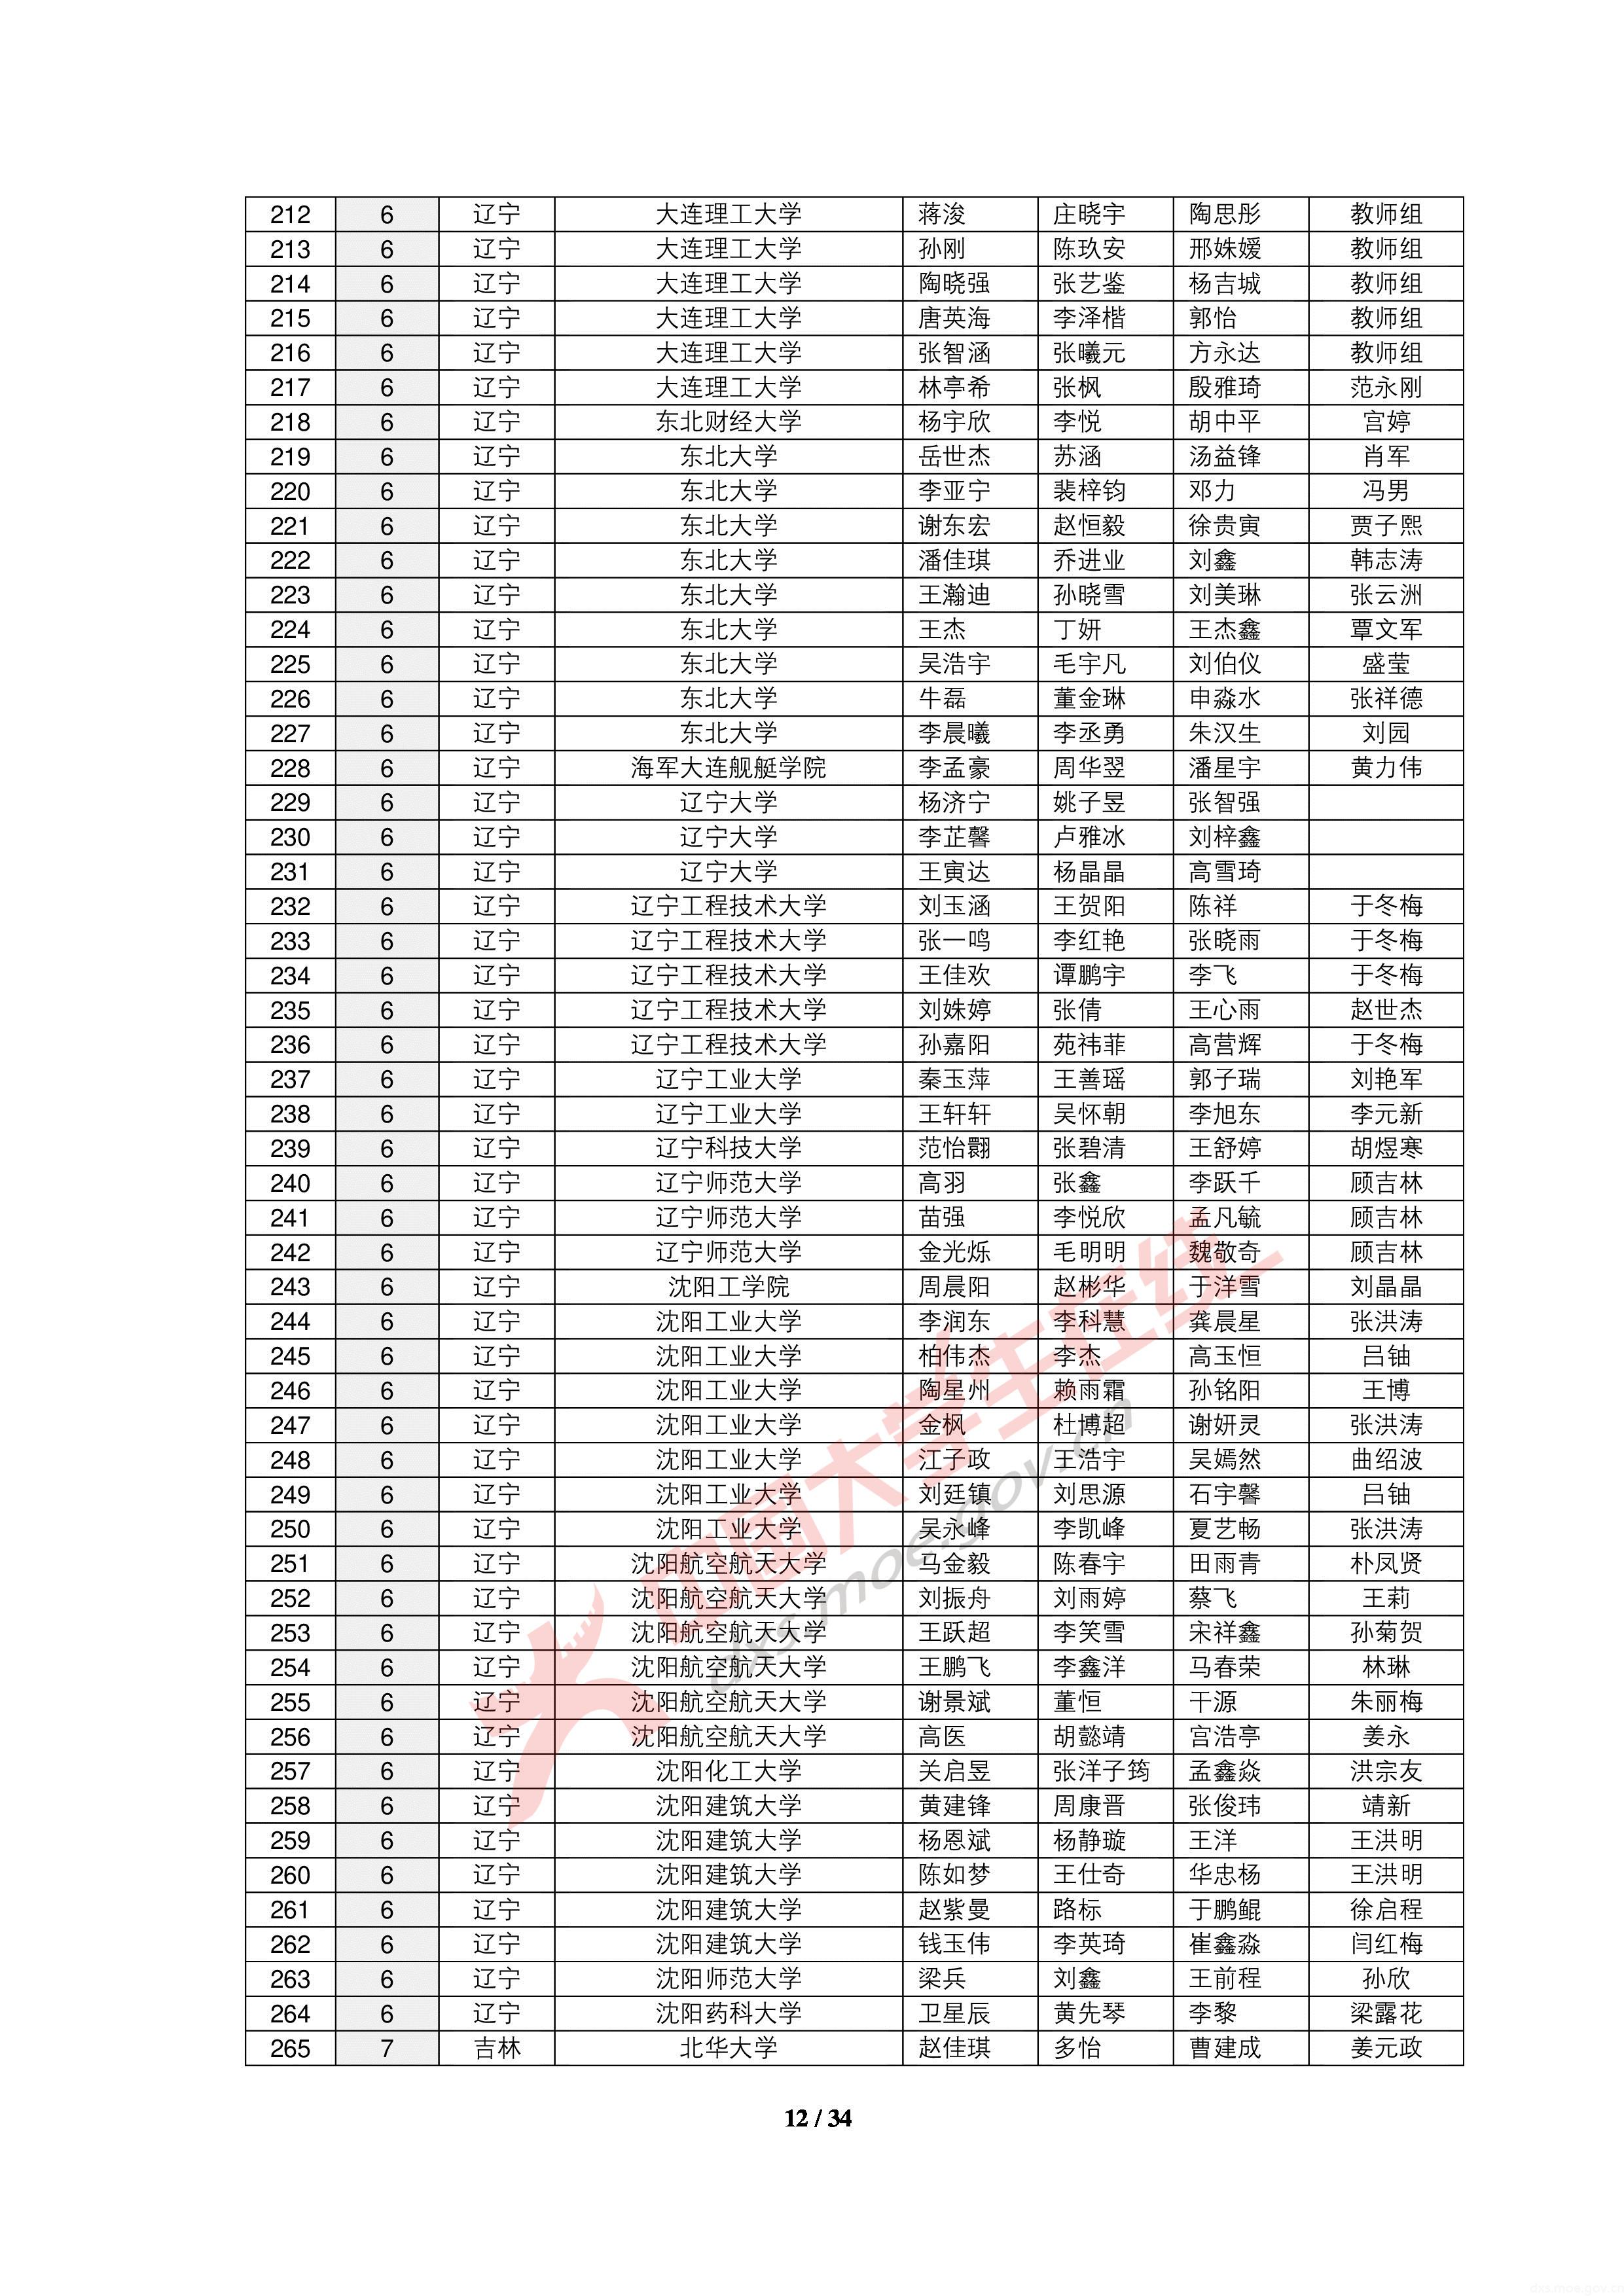 212 6 辽宁 大连理工大学 蒋浚 庄晓宇 陶思彤 教师组
213 6 辽宁 大连理工大学 孙刚 陈玖安 邢姝嫒 教师组
214 6 辽宁 大连理工大学 陶晓强 张艺鉴 杨吉城 教师组
215 6 辽宁 大连理工大学 唐英海 李泽楷 郭怡 教师组
216 6 辽宁 大连理工大学 张智涵 张曦元 方永达 教师组
217 6 辽宁 大连理工大学 林亭希 张枫 殷雅琦 范永刚
218 6 辽宁 东北财经大学 杨宇欣 李悦 胡中平 宫婷
219 6 辽宁 东北大学 岳世杰 苏涵 汤益锋 肖军
220 6 辽宁 东北大学 李亚宁 裴梓钧 邓力 冯男
221 6 辽宁 东北大学 谢东宏 赵恒毅 徐贵寅 贾子熙
222 6 辽宁 东北大学 潘佳琪 乔进业 刘鑫 韩志涛
223 6 辽宁 东北大学 王瀚迪 孙晓雪 刘美琳 张云洲
224 6 辽宁 东北大学 王杰 丁妍 王杰鑫 覃文军
225 6 辽宁 东北大学 吴浩宇 毛宇凡 刘伯仪 盛莹
226 6 辽宁 东北大学 牛磊 董金琳 申淼水 张祥德
227 6 辽宁 东北大学 李晨曦 李丞勇 朱汉生 刘园
228 6 辽宁 海军大连舰艇学院 李孟豪 周华翌 潘星宇 黄力伟
229 6 辽宁 辽宁大学 杨济宁 姚子昱 张智强
230 6 辽宁 辽宁大学 李芷馨 卢雅冰 刘梓鑫
231 6 辽宁 辽宁大学 王寅达 杨晶晶 高雪琦
232 6 辽宁 辽宁工程技术大学 刘玉涵 王贺阳 陈祥 于冬梅
233 6 辽宁 辽宁工程技术大学 张一鸣 李红艳 张晓雨 于冬梅
234 6 辽宁 辽宁工程技术大学 王佳欢 谭鹏宇 李飞 于冬梅
235 6 辽宁 辽宁工程技术大学 刘姝婷 张倩 王心雨 赵世杰
236 6 辽宁 辽宁工程技术大学 孙嘉阳 苑祎菲 高营辉 于冬梅
237 6 辽宁 辽宁工业大学 秦玉萍 王善瑶 郭子瑞 刘艳军
238 6 辽宁 辽宁工业大学 王轩轩 吴怀朝 李旭东 李元新
239 6 辽宁 辽宁科技大学 范怡翾 张碧清 王舒婷 胡煜寒
240 6 辽宁 辽宁师范大学 高羽 张鑫 李跃千 顾吉林
241 6 辽宁 辽宁师范大学 苗强 李悦欣 孟凡毓 顾吉林
242 6 辽宁 辽宁师范大学 金光烁 毛明明 魏敬奇 顾吉林
243 6 辽宁 沈阳工学院 周晨阳 赵彬华 于洋雪 刘晶晶
244 6 辽宁 沈阳工业大学 李润东 李科慧 龚晨星 张洪涛
245 6 辽宁 沈阳工业大学 柏伟杰 李杰 高玉恒 吕铀
246 6 辽宁 沈阳工业大学 陶星州 赖雨霜 孙铭阳 王博
247 6 辽宁 沈阳工业大学 金枫 杜博超 谢妍灵 张洪涛
248 6 辽宁 沈阳工业大学 江子政 王浩宇 吴嫣然 曲绍波
249 6 辽宁 沈阳工业大学 刘廷镇 刘思源 石宇馨 吕铀
250 6 辽宁 沈阳工业大学 吴永峰 李凯峰 夏艺畅 张洪涛
251 6 辽宁 沈阳航空航天大学 马金毅 陈春宇 田雨青 朴凤贤
252 6 辽宁 沈阳航空航天大学 刘振舟 刘雨婷 蔡飞 王莉
253 6 辽宁 沈阳航空航天大学 王跃超 李笑雪 宋祥鑫 孙菊贺
254 6 辽宁 沈阳航空航天大学 王鹏飞 李鑫洋 马春荣 林琳
255 6 辽宁 沈阳航空航天大学 谢景斌 董恒 干源 朱丽梅
256 6 辽宁 沈阳航空航天大学 高医 胡懿靖 宫浩亭 姜永
257 6 辽宁 沈阳化工大学 关启昱 张洋子筠 孟鑫焱 洪宗友
258 6 辽宁 沈阳建筑大学 黄建锋 周康晋 张俊玮 靖新
259 6 辽宁 沈阳建筑大学 杨恩斌 杨静璇 王洋 王洪明
260 6 辽宁 沈阳建筑大学 陈如梦 王仕奇 华忠杨 王洪明
261 6 辽宁 沈阳建筑大学 赵紫曼 路标 于鹏鲲 徐启程
262 6 辽宁 沈阳建筑大学 钱玉伟 李英琦 崔鑫淼 闫红梅
263 6 辽宁 沈阳师范大学 梁兵 刘鑫 王前程 孙欣
264 6 辽宁 沈阳药科大学 卫星辰 黄先琴 李黎 梁露花
265 7 吉林 北华大学 赵佳琪 多怡 曹建成 姜元政
中国大学生在线
dxs.moe.gov.cn
12 / 34